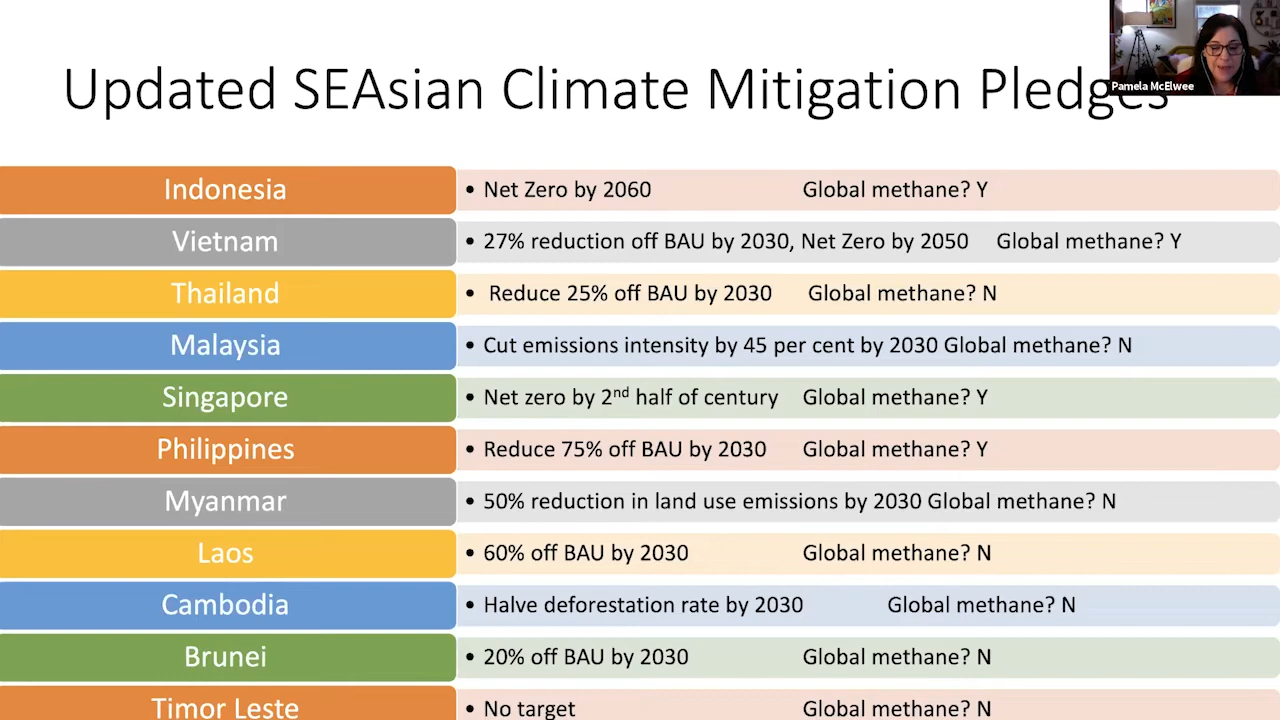 Updated SEAsian Climate Mitigation Pledges
Pamela McElwee
Indonesia • Net Zero by 2060 Global methane? Y
Vietnam • 27% reduction off BAU by 2030, Net Zero by 2050 Global methane? Y
Thailand • Reduce 25% off BAU by 2030 Global methane? N
Malaysia • Cut emissions intensity by 45 per cent by 2030 Global methane? N
Singapore • Net zero by 2nd half of century Global methane? Y
Philippines • Reduce 75% off BAU by 2030 Global methane? Y
Myanmar • 50% reduction in land use emissions by 2030 Global methane? N
Laos • 60% off BAU by 2030 Global methane? N
Cambodia • Halve deforestation rate by 2030 Global methane? N
Brunei • 20% off BAU by 2030 Global methane? N
Timor Leste • No target Global methane? N